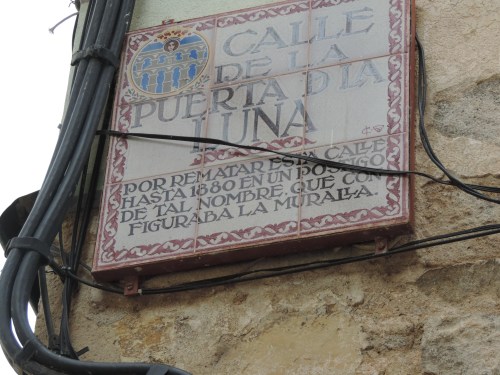 CALLE
DE LA
PUERTA D LA
LUNA
POR REMATAR ESTA CALLE
HASTA 1880 EN UN POSTIGO
DE TAL NOMBRE, QUE CON
FIGURABA LA MURALLA.